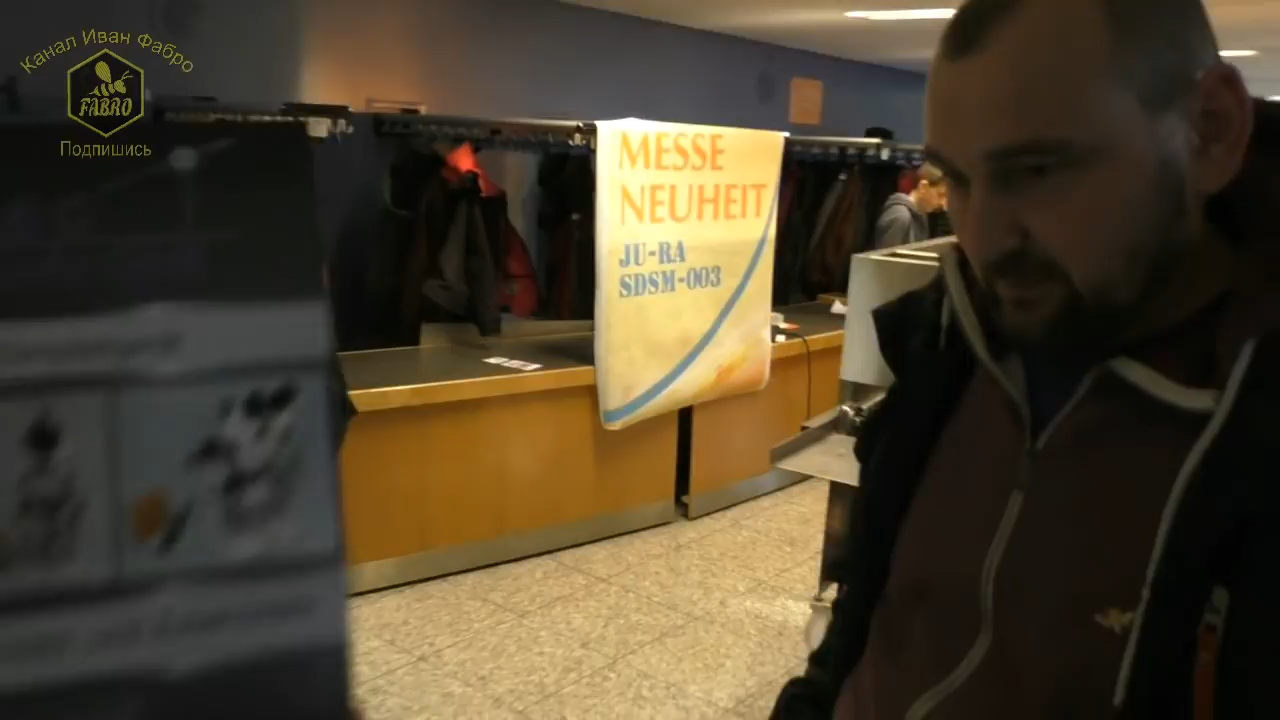 Канал Иван Фабро
FABRO
Подпишись
MESSE
NEUHEIT
JU-RA
SDSM-003